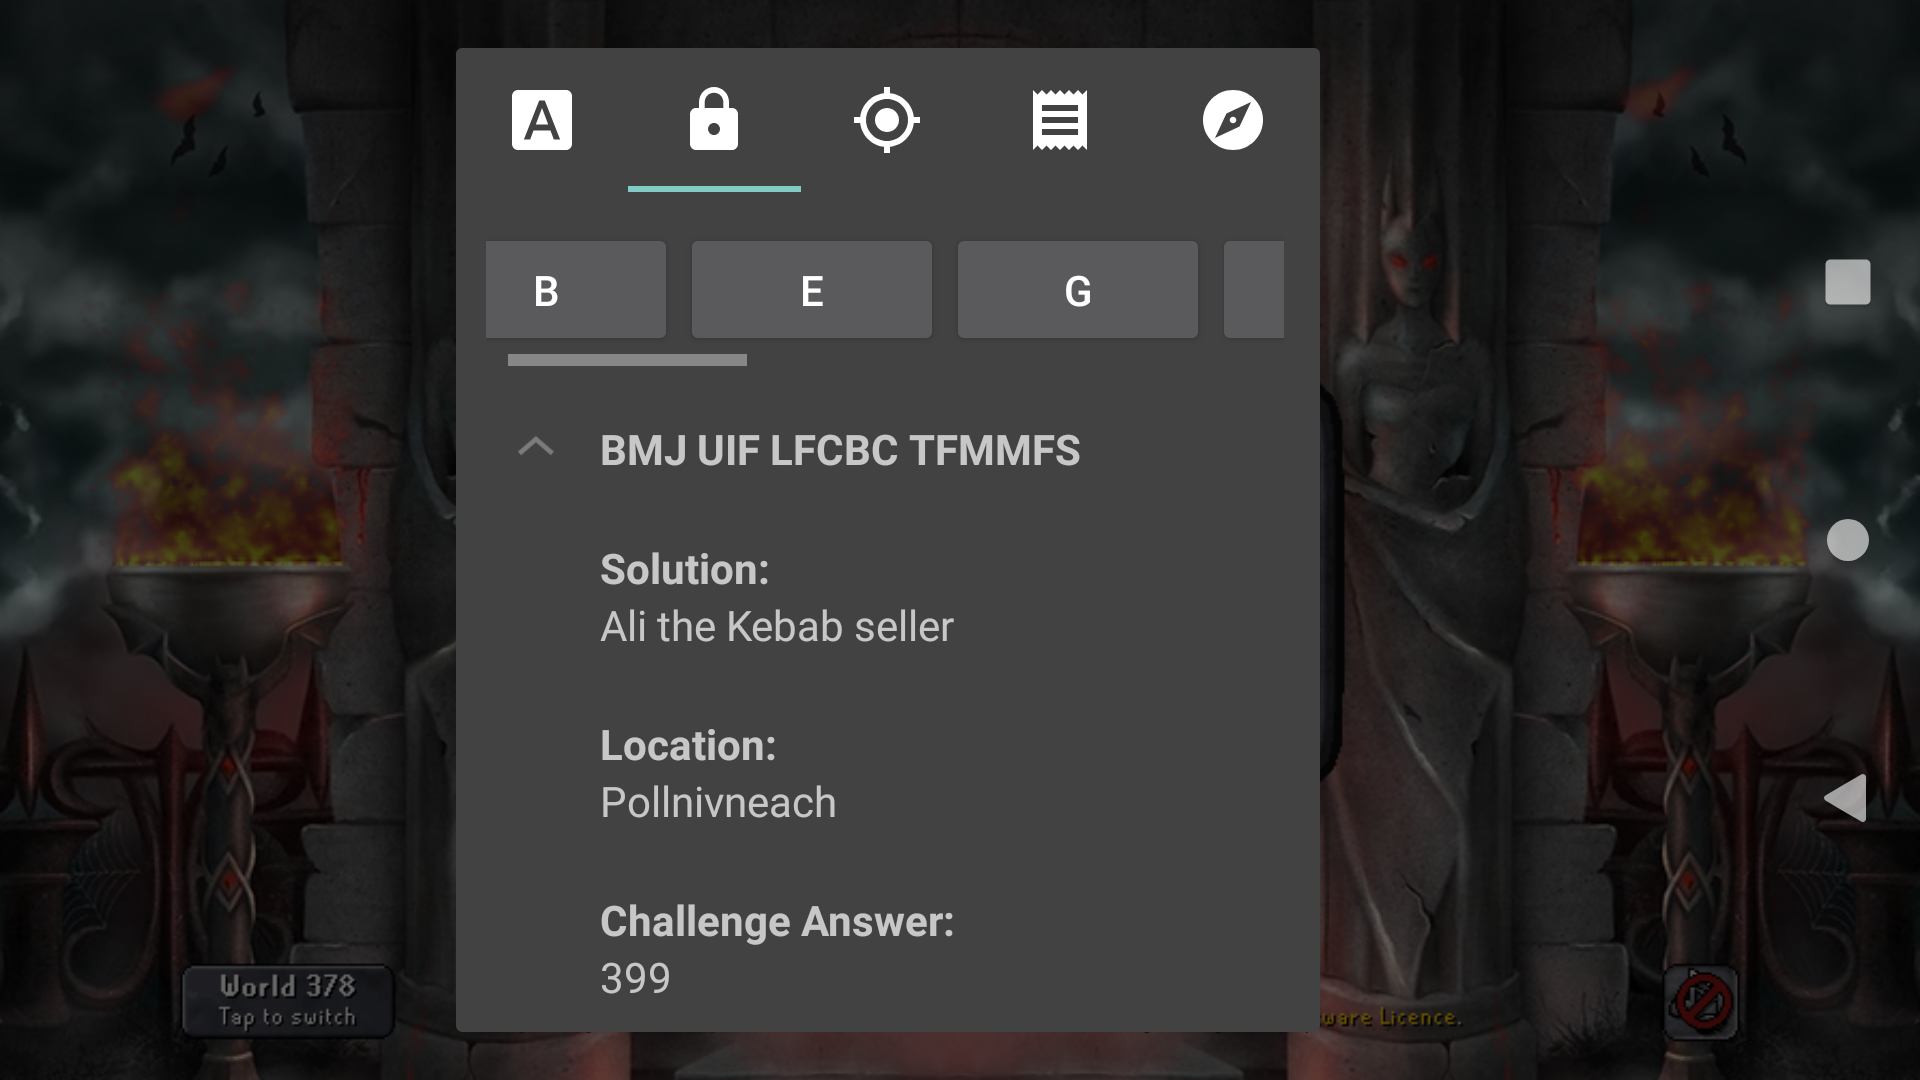 A
B
E
G
BMJ UIF LFCBC TFMMFS
Solution:
Ali the Kebab seller
Location:
Pollnivneach
Challenge Answer:
399
World 378
Tap to switch
ware Licence.